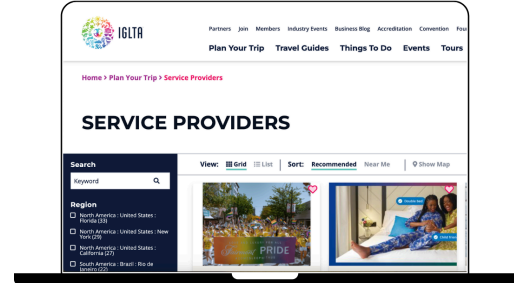 IGLTA
Partners Join Members Industry Events Business Blog Accreditation Convention Fou
Plan Your Trip Travel Guides Things To Do Events Tours
Home > Plan Your Trip > Service Providers
SERVICE PROVIDERS
Search
Keyword
Region
North America : United States :
Florida (33)
North America : United States : New
York (29)
North America : United States :
California (27)
South America : Brazil : Rio de
Janeiro (22)
View: Grid List Sort: Recommended Near Me Show Map
PRIDE